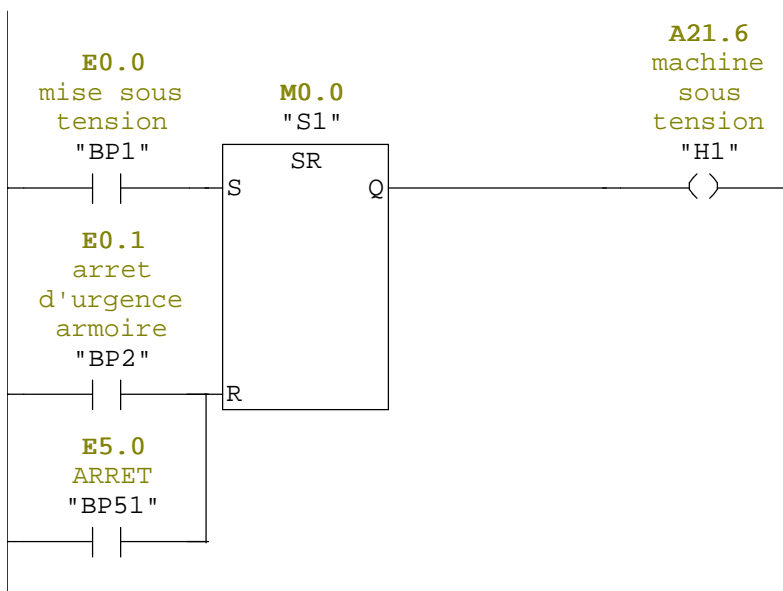 E0.0
mise sous
tension
"BP1"
M0.0
"S1"
SR
S
Q
R
A21.6
machine
sous
tension
"H1"
E0.1
arret
d'urgence
armoire
"BP2"
E5.0
ARRET
"BP51"